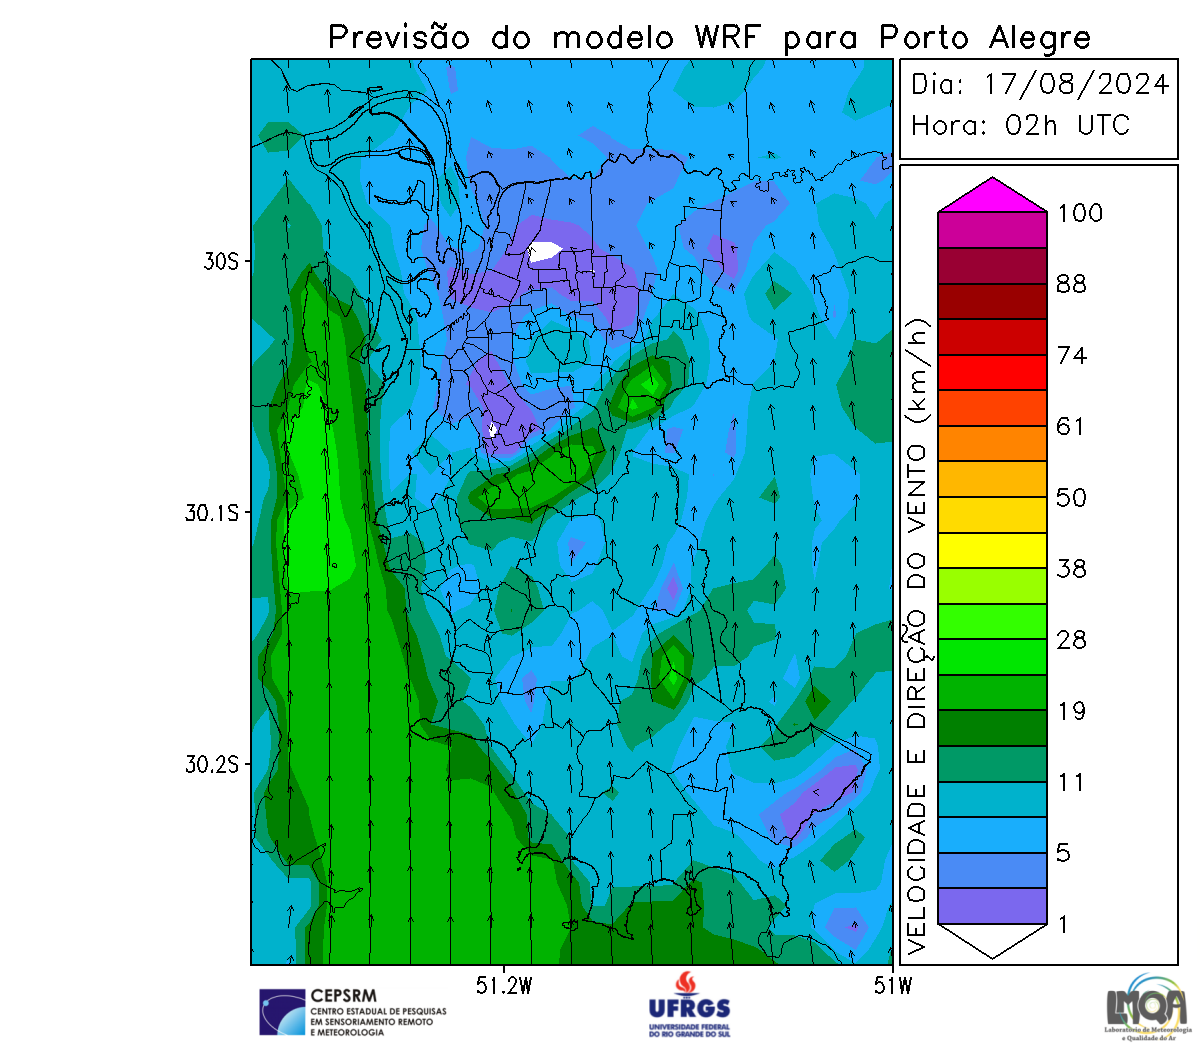 Previsão do modelo WRF para Porto Alegre
Dia: 17/08/2024
Hora: 02h UTC
30S
30.1S
30.2S
51.2W
51W
VELOCIDADE E DIREÇÃO DO VENTO (km/h)
100
88
74
61
50
38
28
19
11
5
1
CEPSRM
CENTRO ESTADUAL DE PESQUISAS
EM SENSORIAMENTO REMOTO
E METEOROLOGIA
UFRGS
UNIVERSIDADE FEDERAL
DO RIO GRANDE DO SUL
LMQA
Laboratório de Meteorologia
e Qualidade do Ar